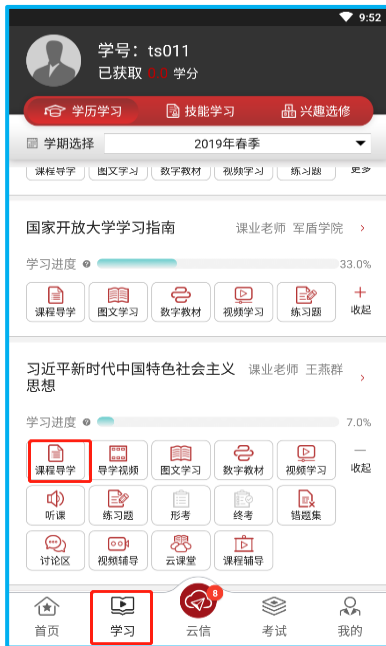 9:52
学号：ts011
已获取 0.0 学分
学历学习 技能学习 兴趣选修
学期选择 2019年春季
课程导学 图文学习 数字教材 视频学习 练习题 更多
国家开放大学学习指南 课业老师 军盾学院
学习进度 33.0%
课程导学 图文学习 数字教材 视频学习 练习题 收起
习近平新时代中国特色社会主义 课业老师 王燕群
思想
学习进度 7.0%
课程导学 导学视频 图文学习 数字教材 视频学习 收起
听课 练习题 形考 终考 错题集
讨论区 视频辅导 云课堂 课程辅导
8
首页 学习 云信 考试 我的